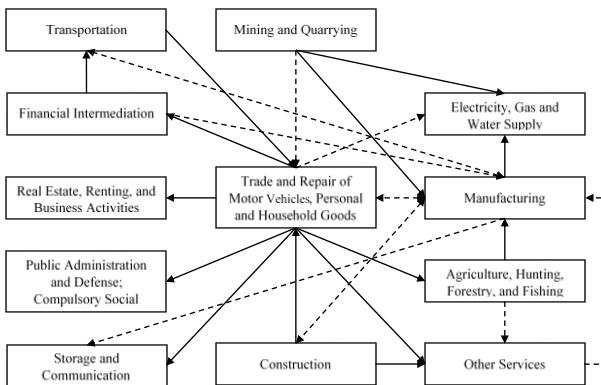 Transportation
Mining and Quarrying
Financial Intermediation
Electricity, Gas and
Water Supply
Real Estate, Renting, and
Business Activities
Trade and Repair of
Motor Vehicles, Personal
and Household Goods
Manufacturing
Public Administration
and Defense;
Compulsory Social
Agriculture, Hunting,
Forestry, and Fishing
Storage and
Communication
Construction
Other Services